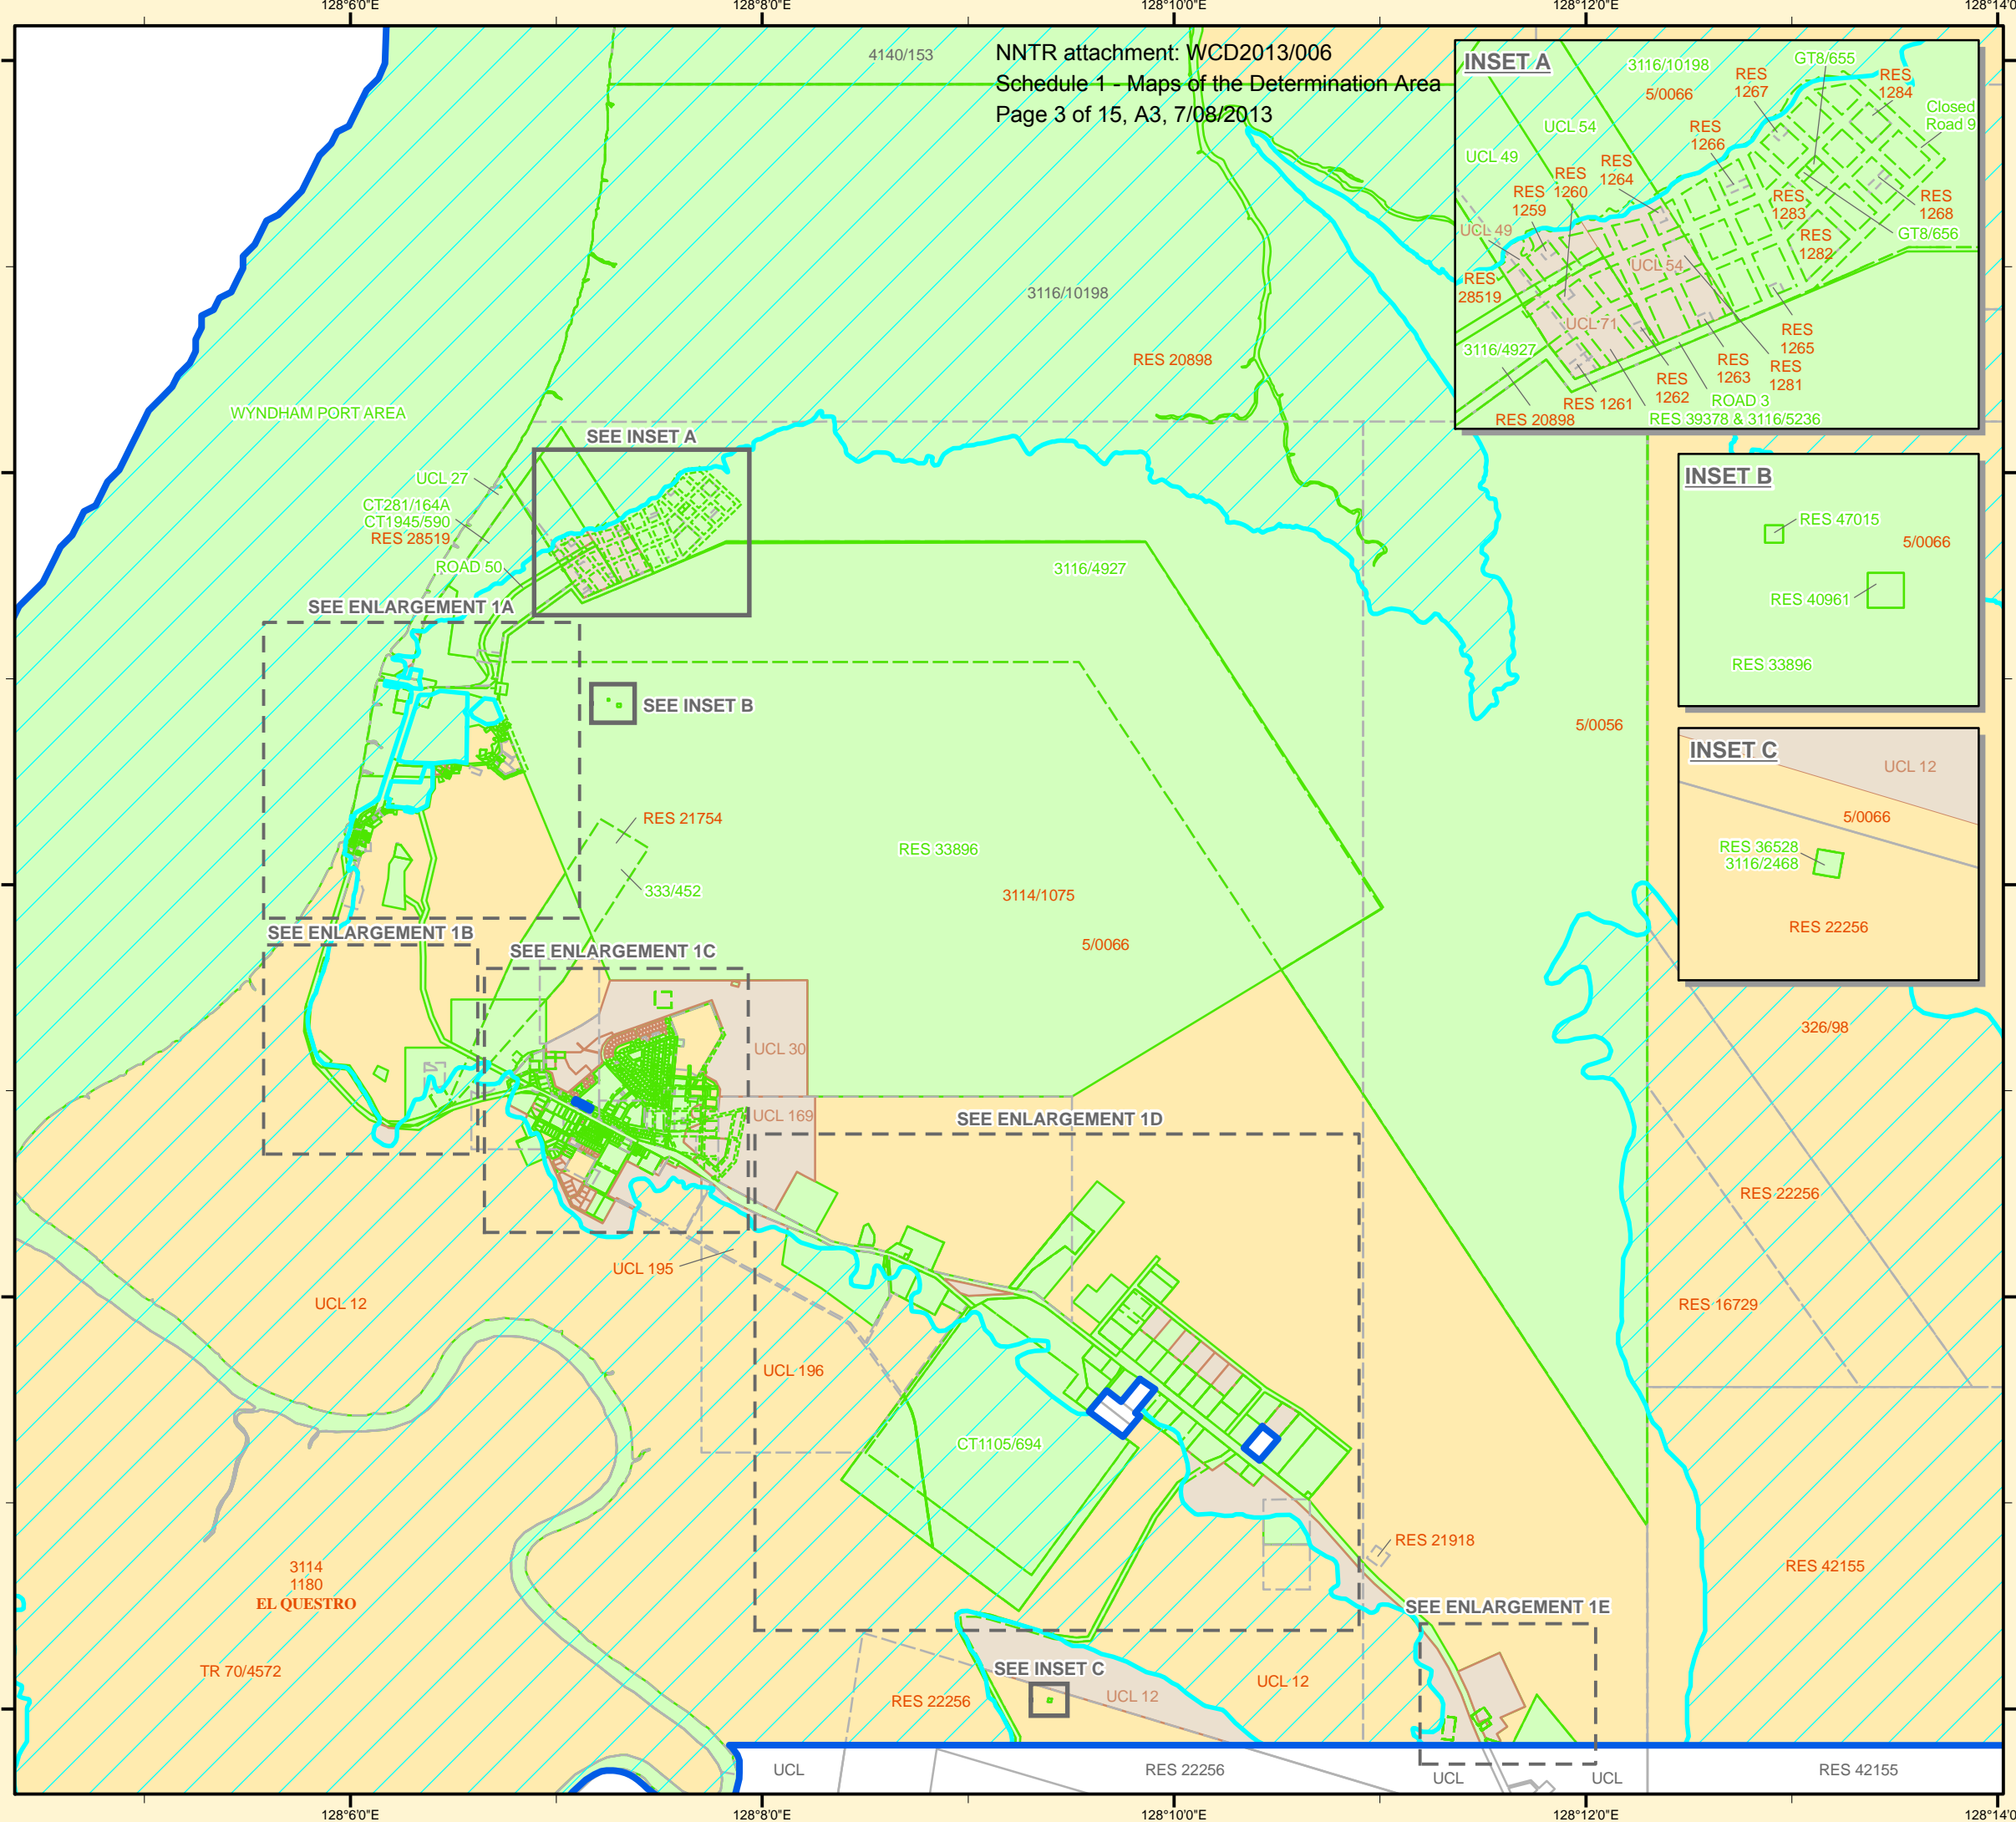 128°6'0"E
128°8'0"E
128°10'0"E
128°12'0"E
128°14'0
4140/153
NNTR attachment: WCD2013/006
Schedule 1 - Maps of the Determination Area
Page 3 of 15, A3, 7/08/2013
INSET A
3116/10198
5/0066
RES
1267
GT8/655
RES
1284
Closed
Road 9
UCL 54
UCL 49
RES
1266
RES
1264
RES
1260
RES
1259
UCL 49
RES
1283
RES
1268
GT8/656
RES
1282
UCL 54
RES
28519
UCL 71
3116/4927
RES
1265
RES
1281
RES
1263
RES
1262
RES 1261
ROAD 3
RES 20898
RES 39378 & 3116/5236
3116/10198
RES 20898
WYNDHAM PORT AREA
SEE INSET A
UCL 27
CT281/164A
CT1945/590
RES 28519
ROAD 50
3116/4927
SEE ENLARGEMENT 1A
SEE INSET B
INSET B
RES 47015
5/0066
RES 40961
RES 33896
5/0056
INSET C
UCL 12
5/0066
RES 36528
3116/2468
RES 22256
RES 21754
RES 33896
333/452
3114/1075
5/0066
SEE ENLARGEMENT 1B
SEE ENLARGEMENT 1C
UCL 30
326/98
UCL 169
SEE ENLARGEMENT 1D
RES 22256
UCL 195
UCL 12
RES 16729
UCL 196
CT1105/694
RES 21918
3114
1180
EL QUESTRO
RES 42155
SEE ENLARGEMENT 1E
TR 70/4572
SEE INSET C
RES 22256
UCL 12
UCL 12
UCL
RES 22256
UCL
UCL
RES 42155
128°6'0"E
128°8'0"E
128°10'0"E
128°12'0"E
128°14'0